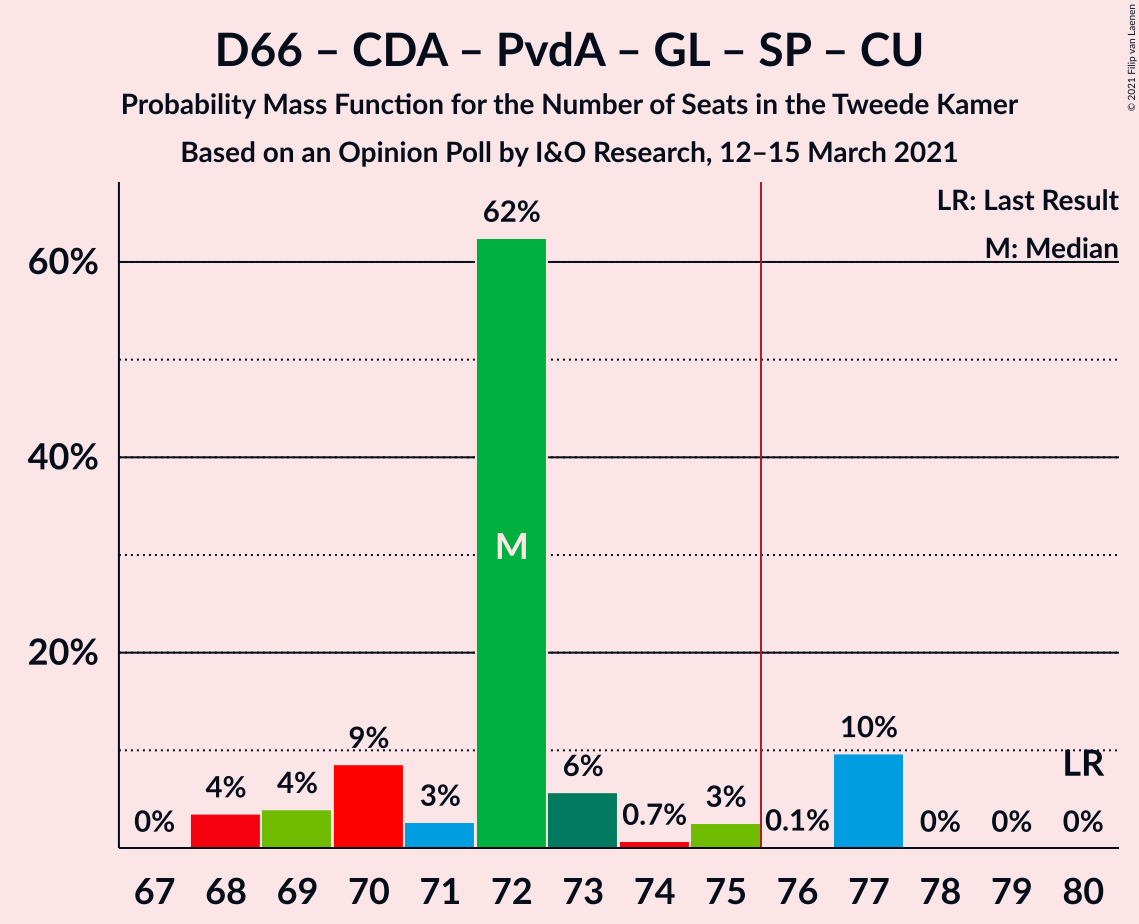 D66 – CDA – PvdA – GL – SP – CU
Probability Mass Function for the Number of Seats in the Tweede Kamer
Based on an Opinion Poll by I&O Research, 12–15 March 2021
© 2021 Filip van Laenen
LR: Last Result
M: Median
60%
40%
20%
0%
4%
4%
9%
3%
62%
M
6%
0.7%
3%
0.1%
10%
0%
0%
LR
0%
67 68 69 70 71 72 73 74 75 76 77 78 79 80